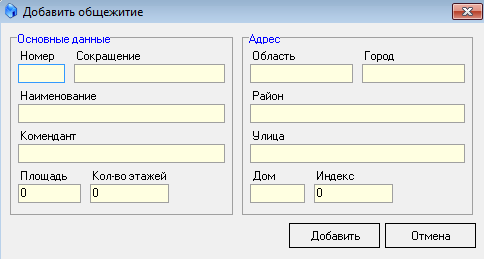 Добавить общежитие
Основные данные
Номер Сокращение
Наименование
Комендант
Площадь Кол-во этажей
0 0
Адрес
Область Город
Район
Улица
Дом Индекс
0
Добавить Отмена